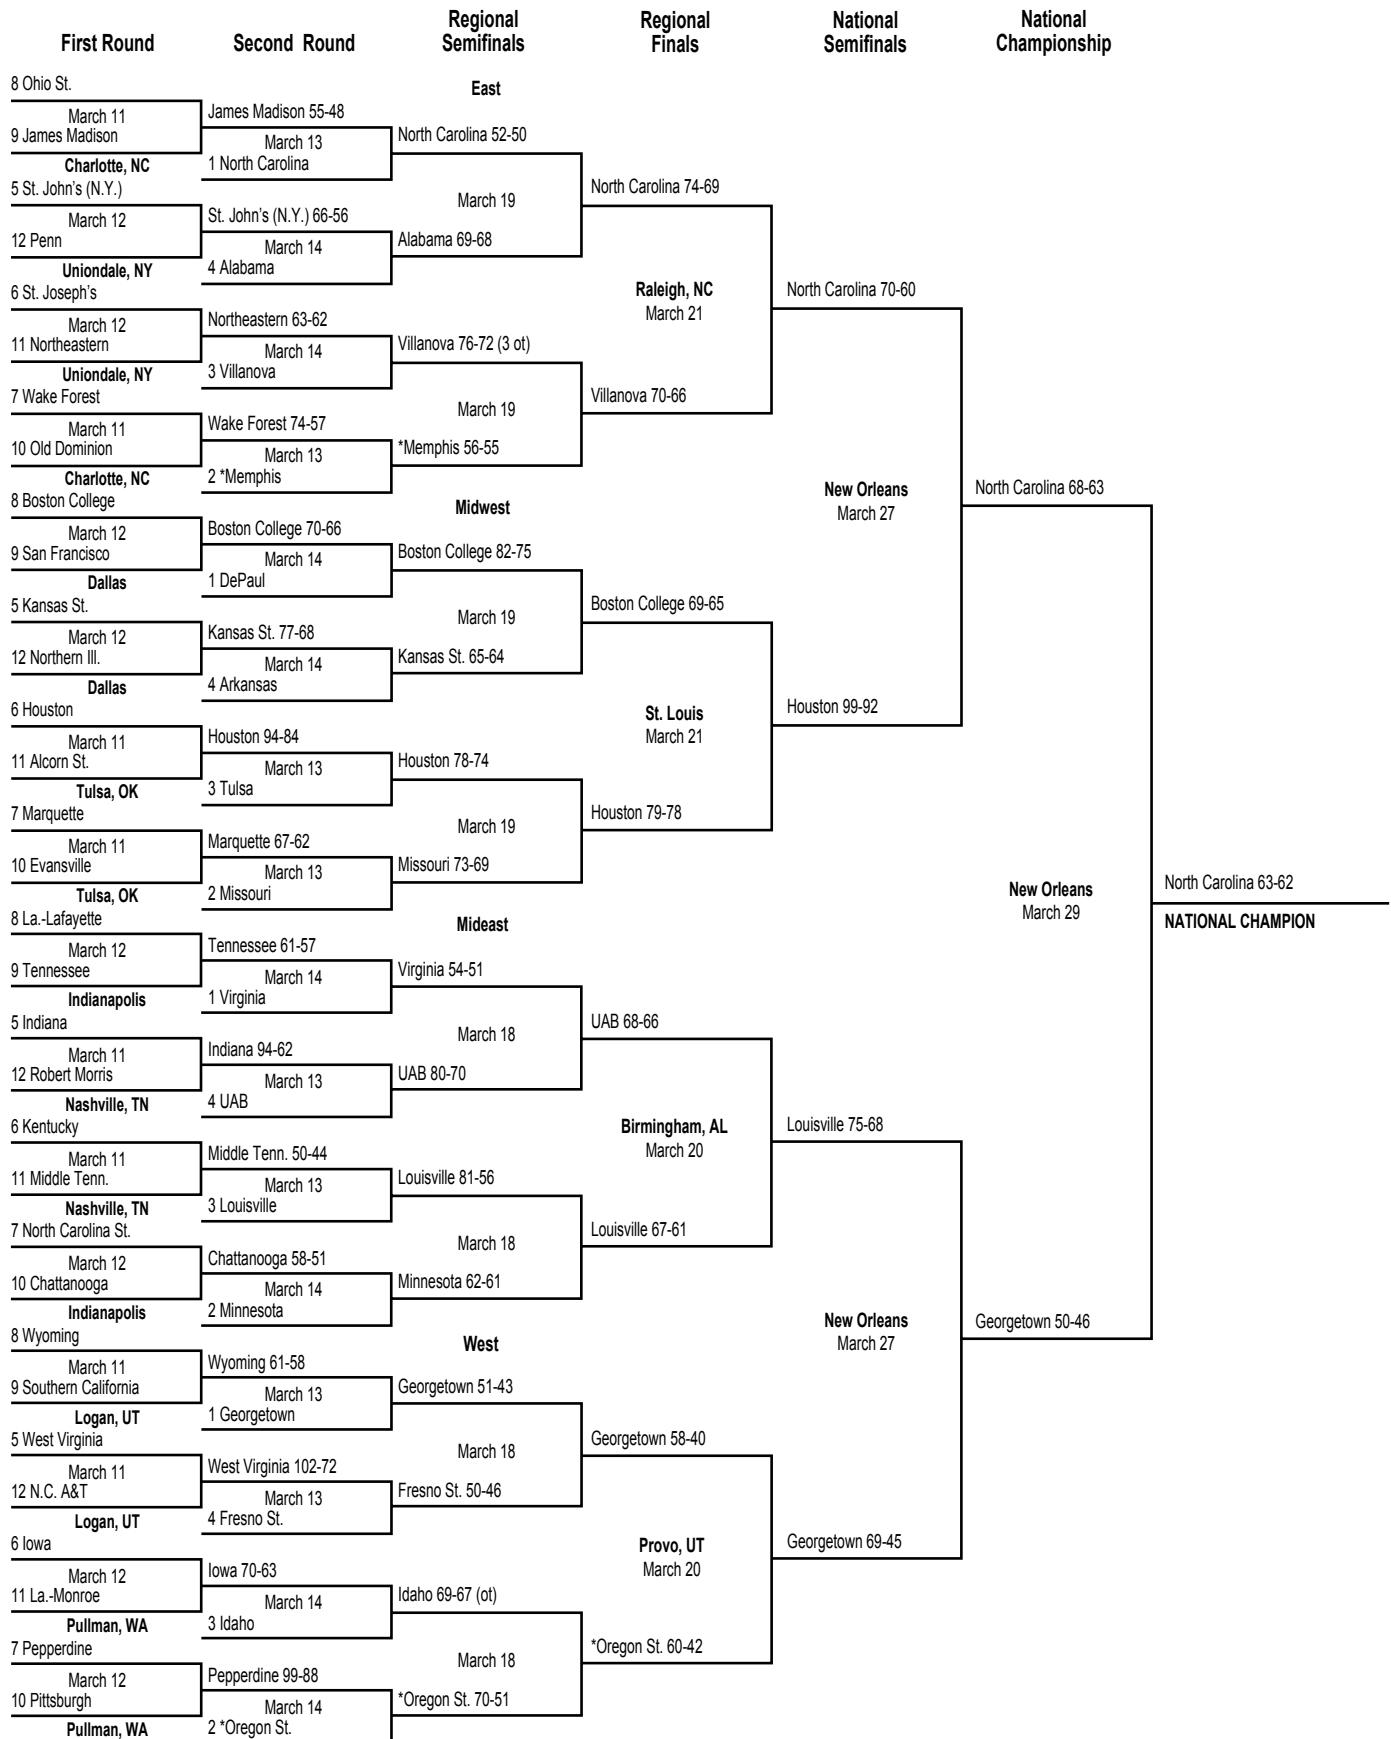 First Round
Second Round
Regional
Semifinals
Regional
Finals
National
Semifinals
National
Championship
East
8 Ohio St.
March 11
9 James Madison
Charlotte, NC
5 St. John's (N.Y.)
March 12
12 Penn
Uniondale, NY
6 St. Joseph's
March 12
11 Northeastern
Uniondale, NY
7 Wake Forest
March 11
10 Old Dominion
Charlotte, NC
James Madison 55-48
March 13
1 North Carolina
St. John's (N.Y.) 66-56
March 14
4 Alabama
Northeastern 63-62
March 14
3 Villanova
Wake Forest 74-57
March 13
2 *Memphis
North Carolina 52-50
March 19
Alabama 69-68
Villanova 76-72 (3 ot)
March 19
*Memphis 56-55
North Carolina 74-69
Raleigh, NC
March 21
Villanova 70-66
Midwest
8 Boston College
March 12
9 San Francisco
Dallas
5 Kansas St.
March 12
12 Northern Ill.
Dallas
6 Houston
March 11
11 Alcorn St.
Tulsa, OK
7 Marquette
March 11
10 Evansville
Tulsa, OK
Boston College 70-66
March 14
1 DePaul
Kansas St. 77-68
March 14
4 Arkansas
Houston 94-84
March 13
3 Tulsa
Marquette 67-62
March 13
2 Missouri
Boston College 82-75
March 19
Kansas St. 65-64
Houston 78-74
March 19
Missouri 73-69
Boston College 69-65
St. Louis
March 21
Houston 79-78
Mideast
8 La.-Lafayette
March 12
9 Tennessee
Indianapolis
5 Indiana
March 11
12 Robert Morris
Nashville, TN
6 Kentucky
March 11
11 Middle Tenn.
Nashville, TN
7 North Carolina St.
March 12
10 Chattanooga
Indianapolis
Tennessee 61-57
March 14
1 Virginia
Indiana 94-62
March 13
4 UAB
Middle Tenn. 50-44
March 13
3 Louisville
Chattanooga 58-51
March 14
2 Minnesota
Virginia 54-51
March 18
UAB 80-70
Louisville 81-56
March 18
Minnesota 62-61
UAB 68-66
Birmingham, AL
March 20
Louisville 67-61
West
8 Wyoming
March 11
9 Southern California
Logan, UT
5 West Virginia
March 11
12 N.C. A&T
Logan, UT
6 Iowa
March 12
11 La.-Monroe
Pullman, WA
7 Pepperdine
March 12
10 Pittsburgh
Pullman, WA
Wyoming 61-58
March 13
1 Georgetown
West Virginia 102-72
March 13
4 Fresno St.
Iowa 70-63
March 14
3 Idaho
Pepperdine 99-88
March 14
2 *Oregon St.
Georgetown 51-43
March 18
Fresno St. 50-46
Idaho 69-67 (ot)
March 18
*Oregon St. 70-51
Georgetown 58-40
Provo, UT
March 20
*Oregon St. 60-42
North Carolina 70-60
New Orleans
March 27
Houston 99-92
Louisville 75-68
New Orleans
March 27
Georgetown 69-45
North Carolina 68-63
New Orleans
March 29
Georgetown 50-46
North Carolina 63-62
NATIONAL CHAMPION